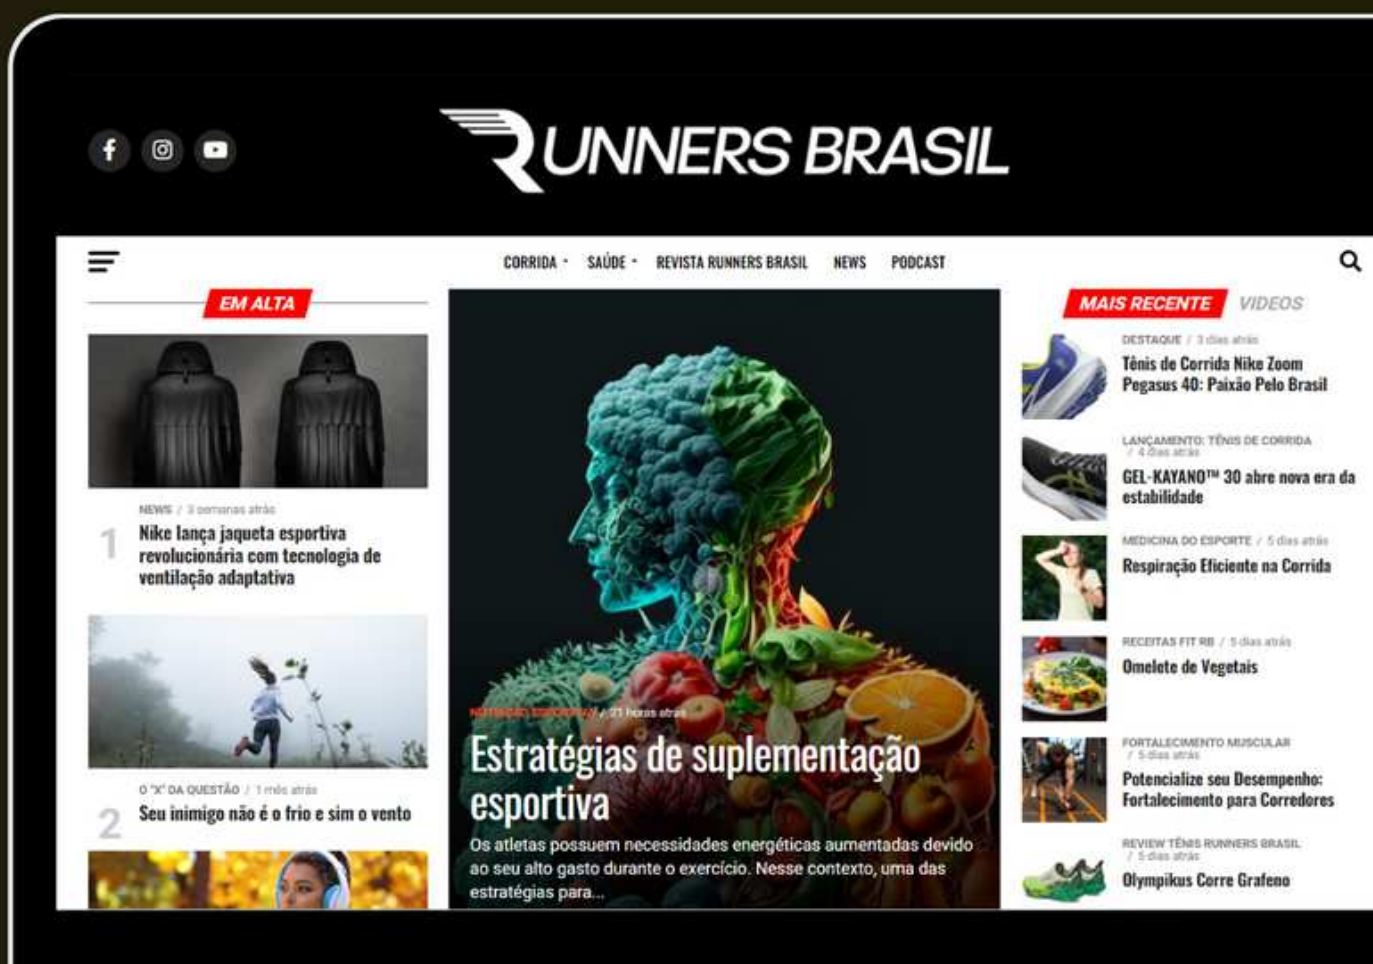 RUNNERS BRASIL
CORRIDA
SAÚDE
REVISTA RUNNERS BRASIL
NEWS
PODCAST
EM ALTA
NEWS / 3 semanas atrás
1
Nike lança jaqueta esportiva
revolucionária com tecnologia de
ventilação adaptativa
O "X" DA QUESTÃO / 1 mês atrás
2
Seu inimigo não é o frio e sim o vento
NUTRIÇÃO ESPORTIVA / 21 horas atrás
Estratégias de suplementação
esportiva
Os atletas possuem necessidades energéticas aumentadas devido
ao seu alto gasto durante o exercício. Nesse contexto, uma das
estratégias para...
MAIS RECENTE
VIDEOS
DESTAQUE / 3 dias atrás
Tênis de Corrida Nike Zoom
Pegasus 40: Paixão Pelo Brasil
LANÇAMENTO: TÊNIS DE CORRIDA
/ 4 dias atrás
GEL-KAYANO™ 30 abre nova era da
estabilidade
MEDICINA DO ESPORTE / 5 dias atrás
Respiração Eficiente na Corrida
RECEITAS FIT RB / 5 dias atrás
Omelete de Vegetais
FORTALECIMENTO MUSCULAR
/ 5 dias atrás
Potencialize seu Desempenho:
Fortalecimento para Corredores
REVIEW TÊNIS RUNNERS BRASIL
/ 5 dias atrás
Olympikus Corre Grafeno